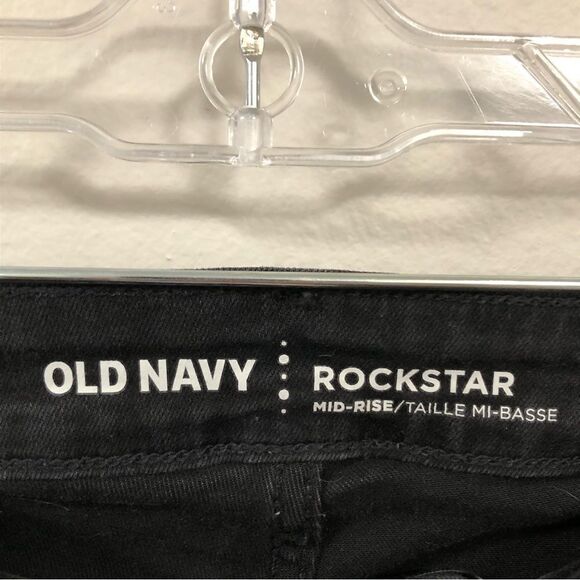 OLD NAVY
ROCKSTAR
MID-RISE/TAILLE MI-BASSE